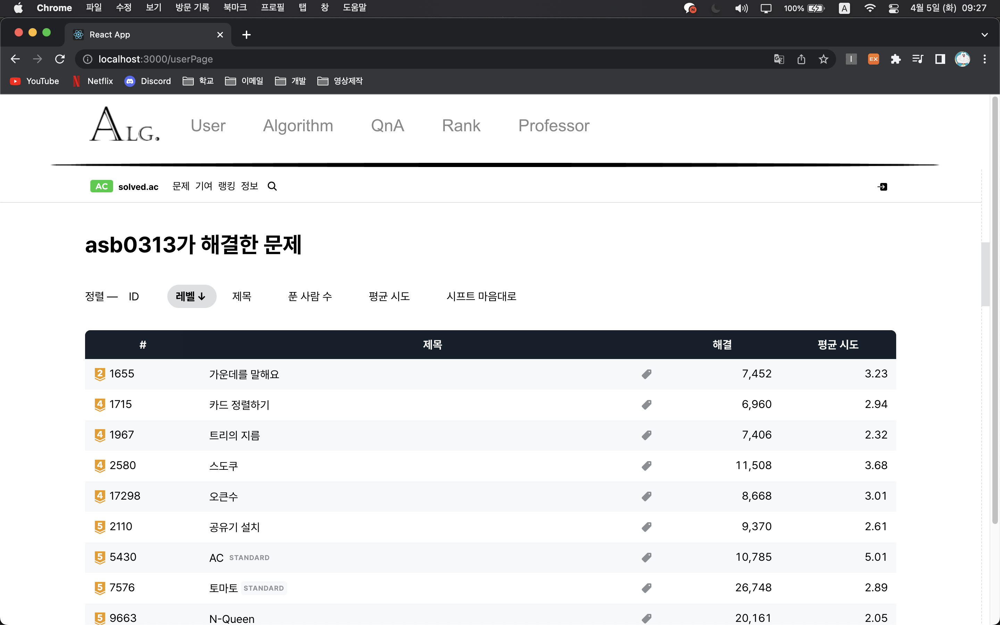 Chrome 파일 수정 보기 방문 기록 북마크 프로필 탭 창 도움말 N 100% A 4월 5일 (화) 09:27
React App
localhost:3000/userPage I EX
YouTube Netflix Discord 학교 이메일 개발 영상제작
ALG. User Algorithm QnA Rank Professor
AC solved.ac 문제 기여 랭킹 정보
asb0313가 해결한 문제
정렬 — ID 레벨 ↓ 제목 푼 사람 수 평균 시도 시프트 마음대로
# 제목 해결 평균 시도
2 1655 가운데를 말해요 7,452 3.23
4 1715 카드 정렬하기 6,960 2.94
4 1967 트리의 지름 7,406 2.32
4 2580 스도쿠 11,508 3.68
4 17298 오큰수 8,668 3.01
5 2110 공유기 설치 9,370 2.61
5 5430 AC STANDARD 10,785 5.01
5 7576 토마토 STANDARD 26,748 2.89
5 9663 N-Queen 20,161 2.05